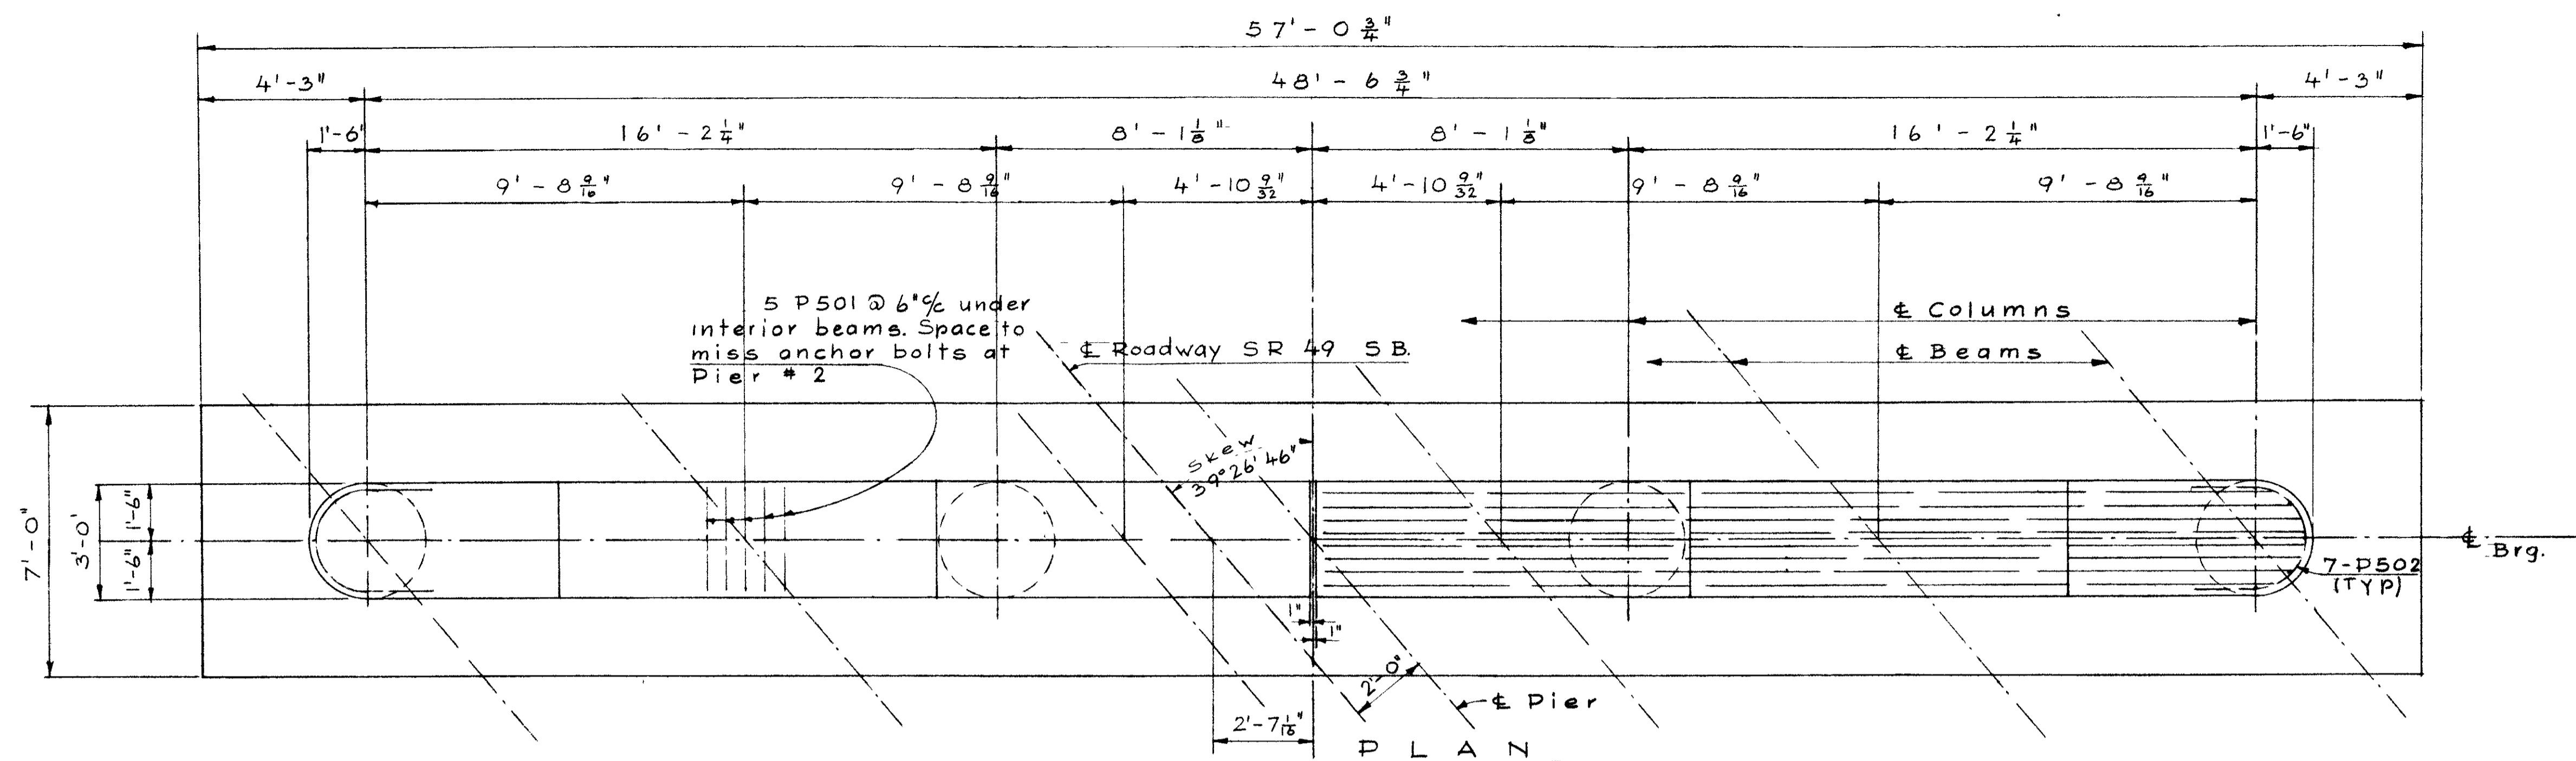 57'-0 3/4"
4'-3" 48'-6 3/4" 4'-3"
1'-6" 16'-2 1/4" 8'-1 1/8" 8'-1 1/8" 16'-2 1/4" 1'-6"
9'-8 9/16" 9'-8 9/16" 4'-10 9/32" 4'-10 9/32" 9'-8 9/16" 9'-8 9/16"
5 P501 @ 6" c/c under
interior beams. Space to
miss anchor bolts at
Pier # 2
℄ Roadway SR 49 SB.
℄ Columns
℄ Beams
Skew
39°26'46"
7'-0"
3'-0'
1'-6"
1'-6"
℄ Brg.
7-P502
(TYP)
1"
1"
2'-0"
℄ Pier
2'-7 1/16"
PLAN